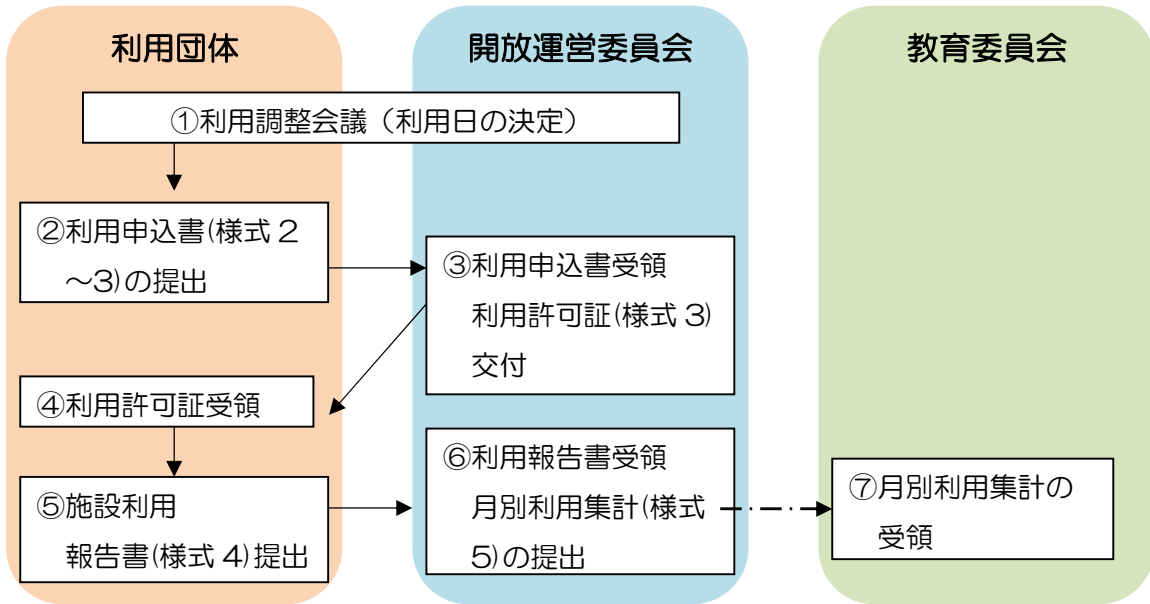 利用団体
開放運営委員会
教育委員会
①利用調整会議（利用日の決定）
②利用申込書(様式２
～3)の提出
③利用申込書受領
利用許可証(様式３)
交付
④利用許可証受領
⑤施設利用
報告書(様式４)提出
⑥利用報告書受領
月別利用集計(様式
5)の提出
⑦月別利用集計の
受領